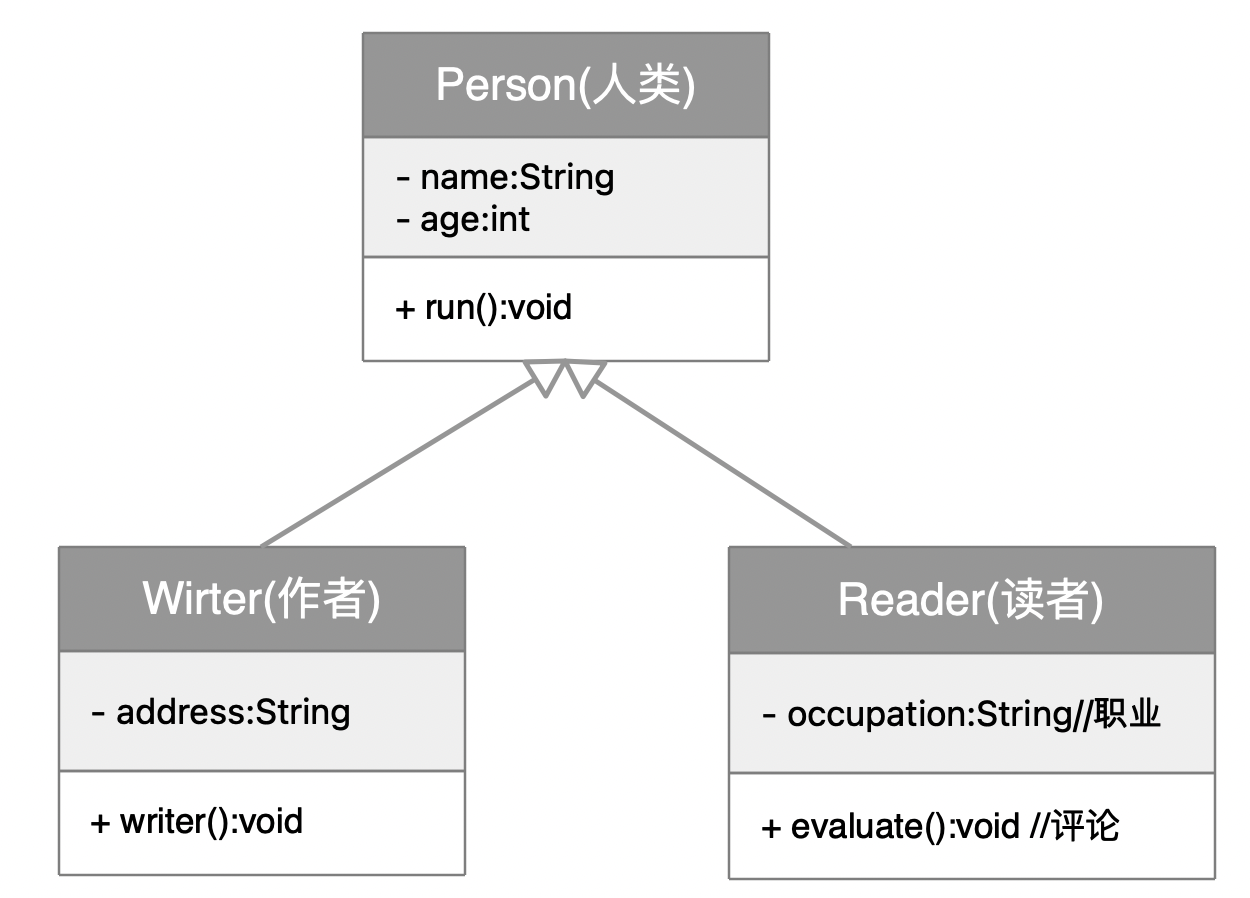 Person(人类)
- name:String
- age:int
+ run():void
Wirter(作者)
- address:String
+ writer():void
Reader(读者)
- occupation:String//职业
+ evaluate():void //评论